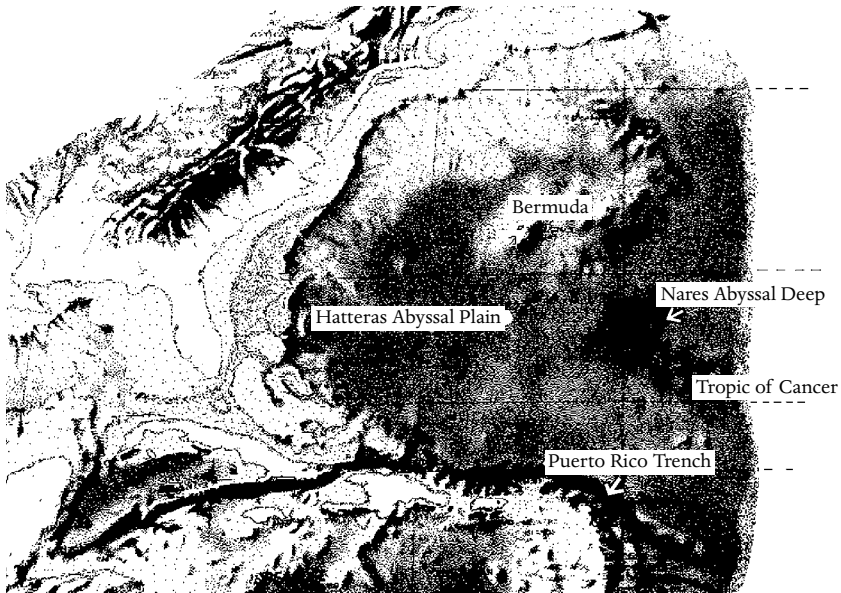 Bermuda
Nares Abyssal Deep
Hatteras Abyssal Plain
Tropic of Cancer
Puerto Rico Trench